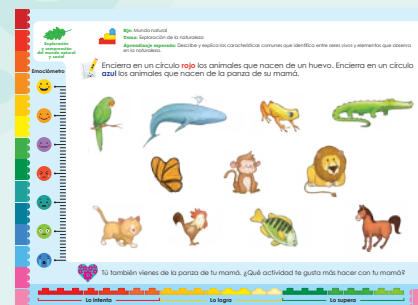 Exploración
y comprensión
del mundo natural
y social
Eje: Mundo natural
Tema: Exploración de la naturaleza
Aprendizaje esperado: Describe y explica las características comunes que identifica entre seres vivos y elementos que observa
en la naturaleza.
Emociómetro
Encierra en un círculo rojo los animales que nacen de un huevo. Encierra en un círculo
azul los animales que nacen de la panza de su mamá.
Tú también vienes de la panza de tu mamá. ¿Qué actividad te gusta más hacer con tu mamá?
Lo intenta
Lo logra
Lo supera